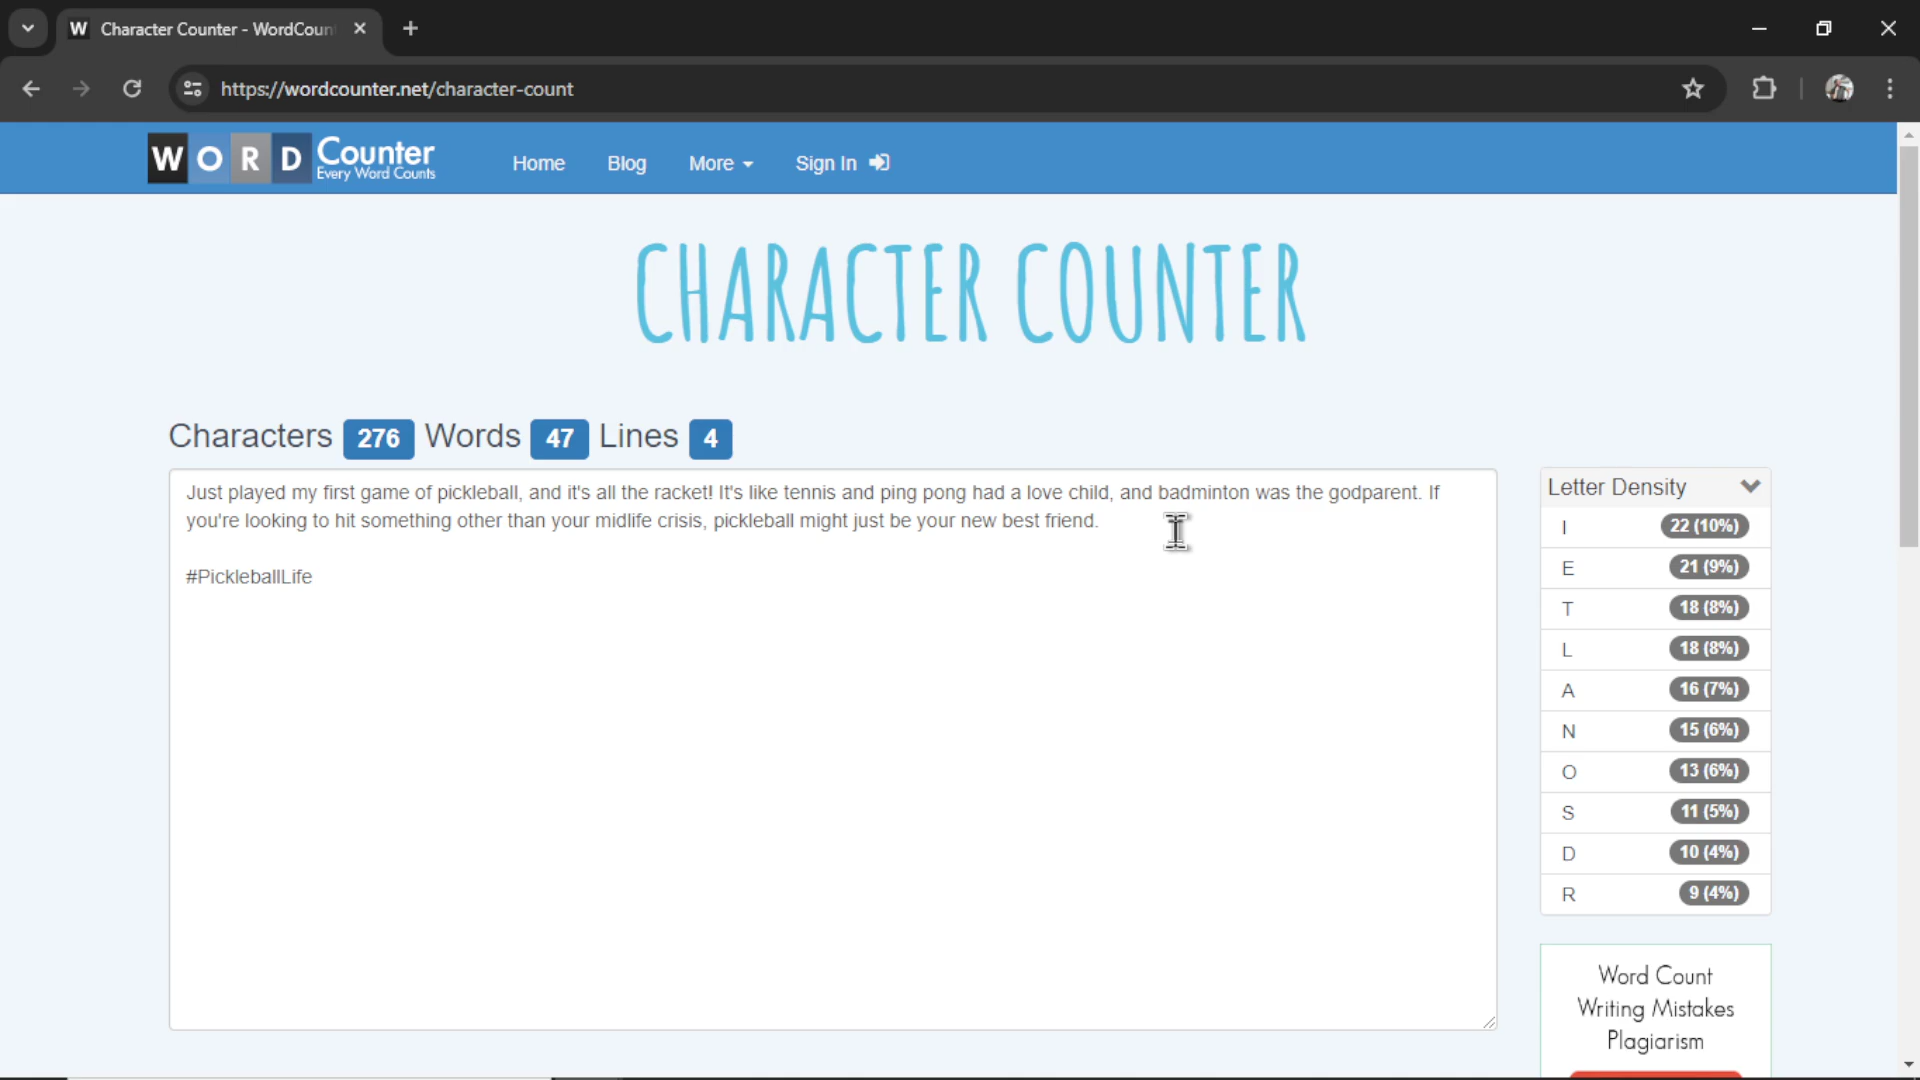 W Character Counter - WordCoun
https://wordcounter.net/character-count
WORD Counter
Every Word Counts
Home Blog More Sign In
CHARACTER COUNTER
Characters 276 Words 47 Lines 4
Just played my first game of pickleball, and it's all the racket! It's like tennis and ping pong had a love child, and badminton was the godparent. If
you're looking to hit something other than your midlife crisis, pickleball might just be your new best friend.
#PickleballLife
Letter Density
I 22 (10%)
E 21 (9%)
T 18 (8%)
L 18 (8%)
A 16 (7%)
N 15 (6%)
O 13 (6%)
S 11 (5%)
D 10 (4%)
R 9 (4%)
Word Count
Writing Mistakes
Plagiarism